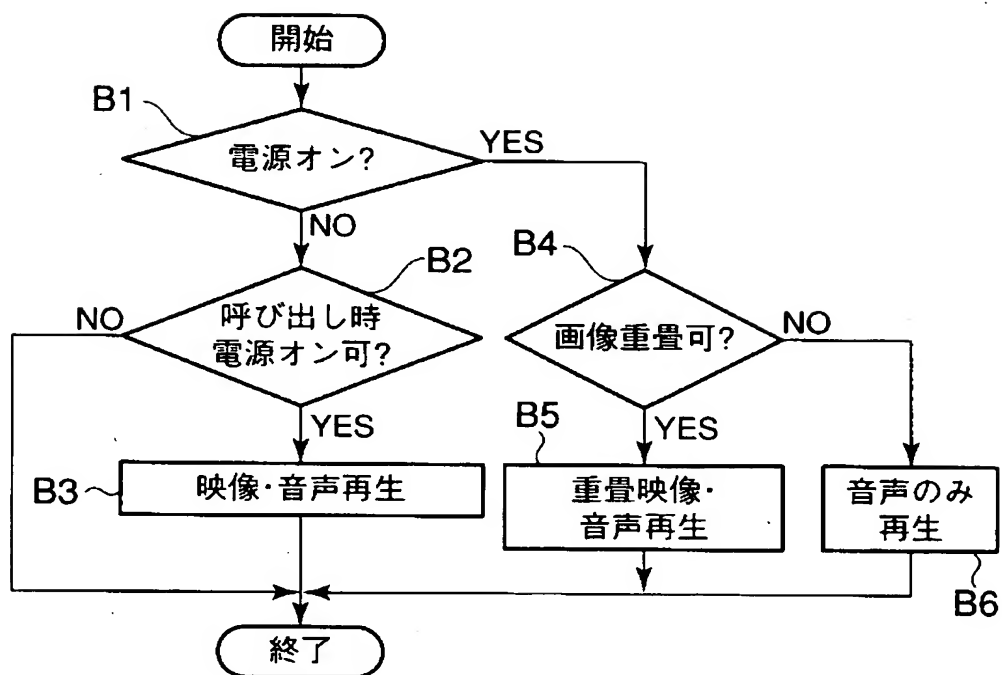 開始
B1
電源オン?
YES
NO
B2
B4
NO
呼び出し時
電源オン可?
画像重畳可?
NO
YES
B5
YES
B3
映像・音声再生
重畳映像・
音声再生
音声のみ
再生
B6
終了